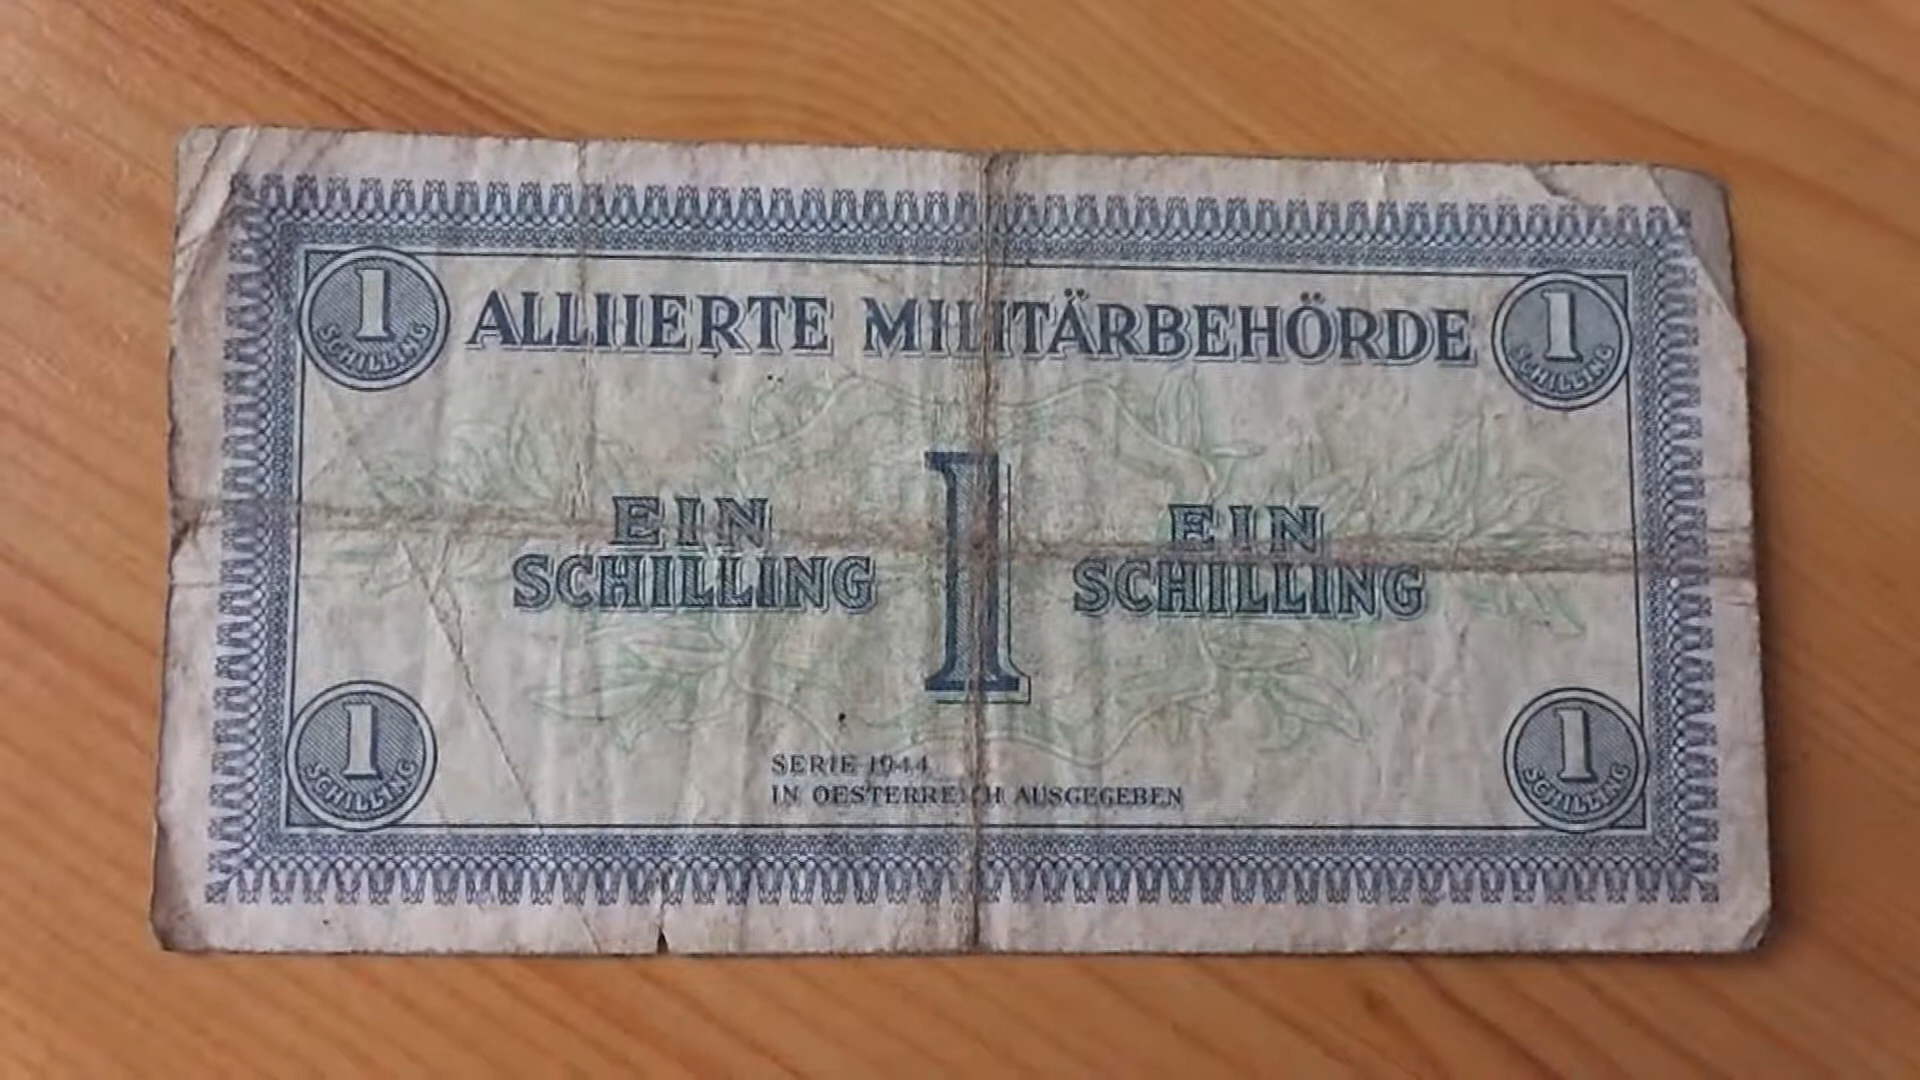 1 SCHILLING
ALLIIERTE MILITÄRBEHÖRDE
1 SCHILLING
EIN SCHILLING
1
EIN SCHILLING
1 SCHILLING
SERIE 1944
IN OESTERREICH AUSGEGEBEN
1 SCHILLING